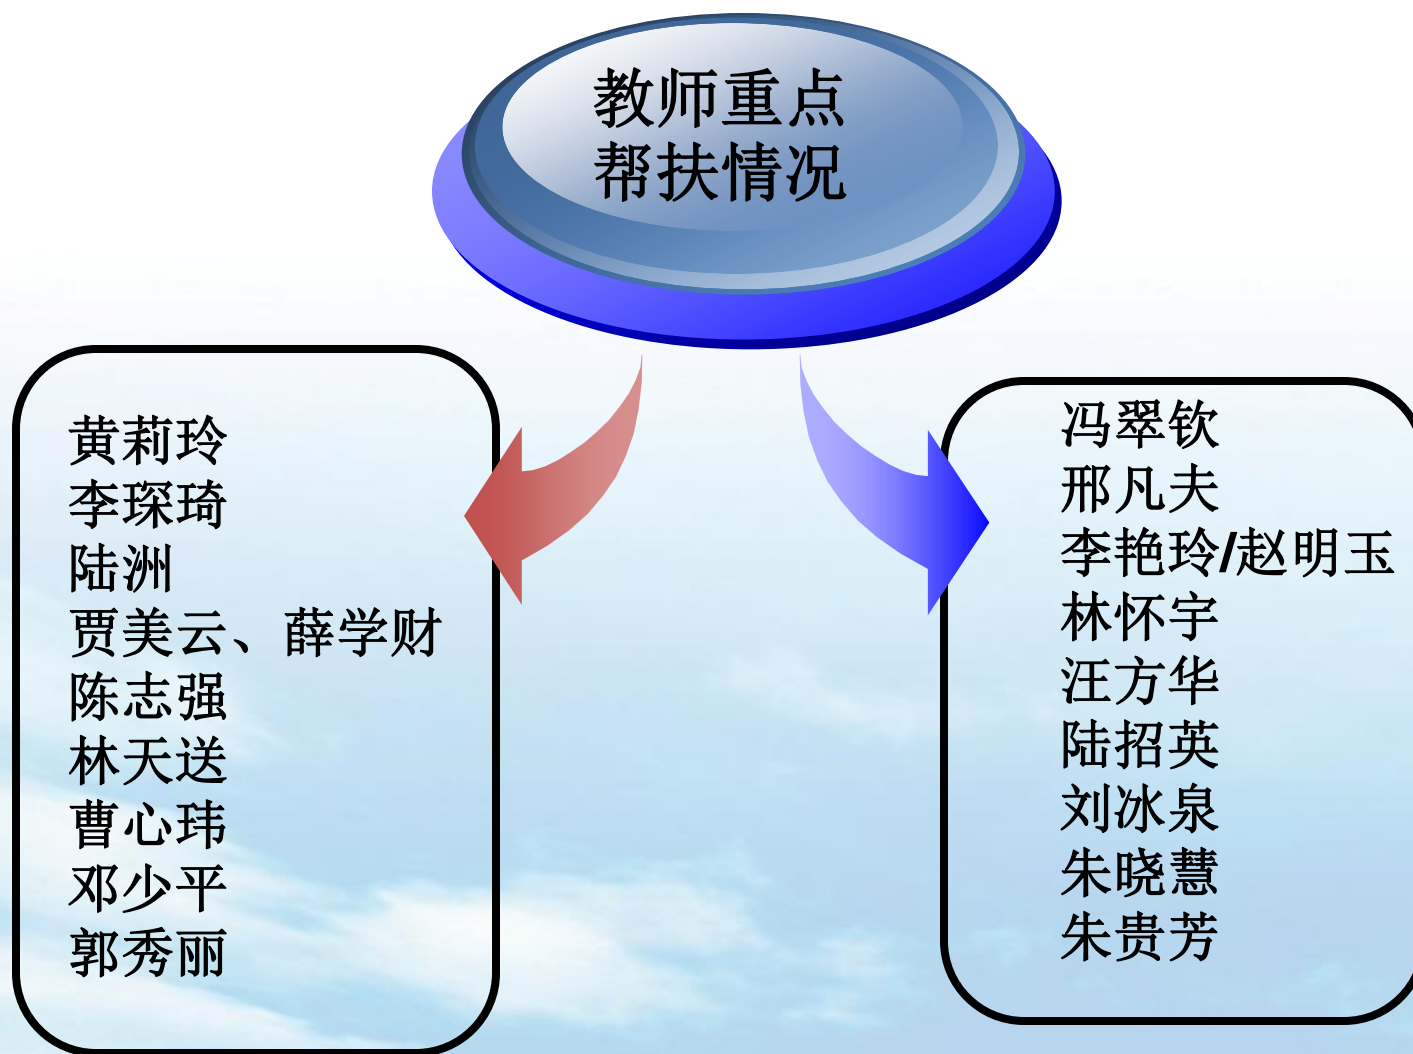 教师重点
帮扶情况
黄莉玲
李琛琦
陆洲
贾美云、薛学财
陈志强
林天送
曹心玮
邓少平
郭秀丽
冯翠钦
邢凡夫
李艳玲/赵明玉
林怀宇
汪方华
陆招英
刘冰泉
朱晓慧
朱贵芳